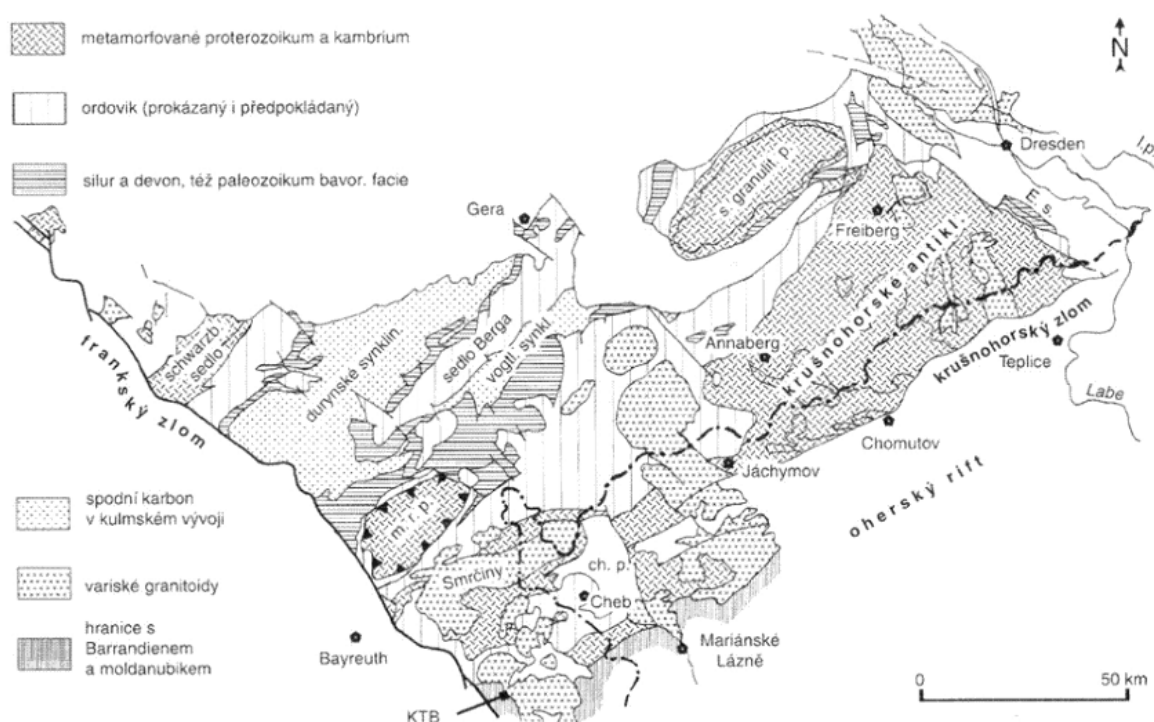 metamorfované proterozoikum a kambrium
ordovik (prokázaný i předpokládaný)
silur a devon, též paleozoikum bavor. facie
N
Dresden
l.p.
Gera
s. granulit. p.
Freiberg
E. s.
schwarzb.
sedlo
durynské synklin.
sedlo Berga
vogtl. synkl.
Annaberg
krušnohorské antikl.
krušnohorský zlom
Teplice
Labe
franský zlom
Chomutov
Jáchymov
oherský rift
spodní karbon
v kulmském vývoji
m. r. p.
variské granitoidy
Smrčiny
ch. p.
Cheb
hranice s
Barrandienem
a moldanubikem
Bayreuth
Mariánské
Lázně
KTB
0
50 km